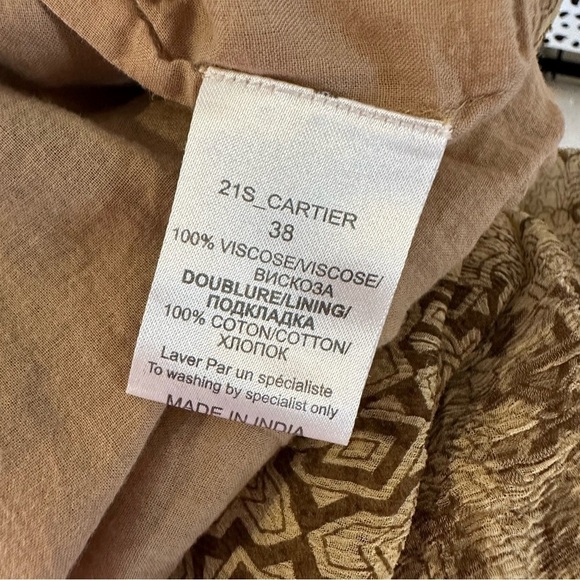 21S_CARTIER
38
100% VISCOSE/VISCOSE/
ВИСКОЗА
DOUBLURE/LINING/
ПОДКЛАДКА
100% COTON/COTTON/
ХЛОПОК
Laver Par un spécialiste
To washing by specialist only
MADE IN INDIA